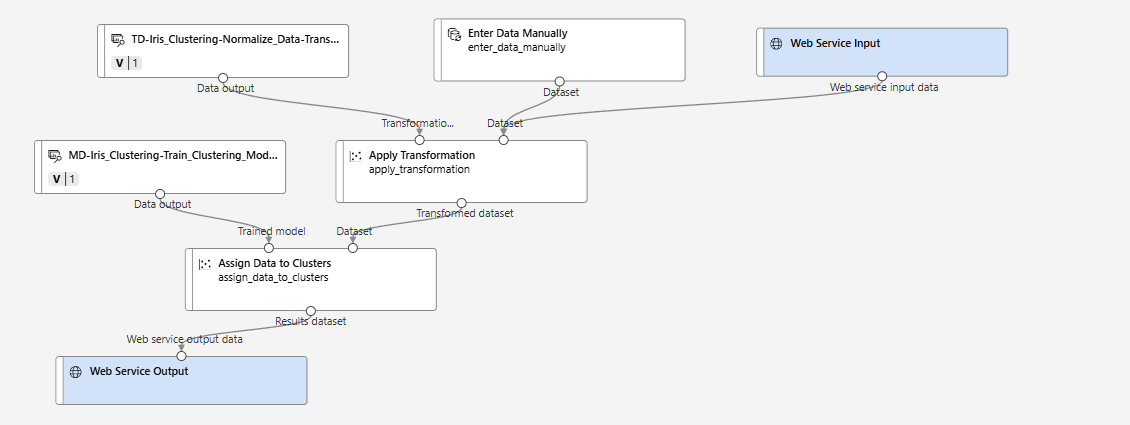 TD-Iris_Clustering-Normalize_Data-Trans...
V | 1
Data output
Enter Data Manually
enter_data_manually
Dataset
Web Service Input
Web service input data
Transformatio...
Dataset
Apply Transformation
apply_transformation
Transformed dataset
MD-Iris_Clustering-Train_Clustering_Mod...
V | 1
Data output
Trained model
Dataset
Assign Data to Clusters
assign_data_to_clusters
Results dataset
Web service output data
Web Service Output